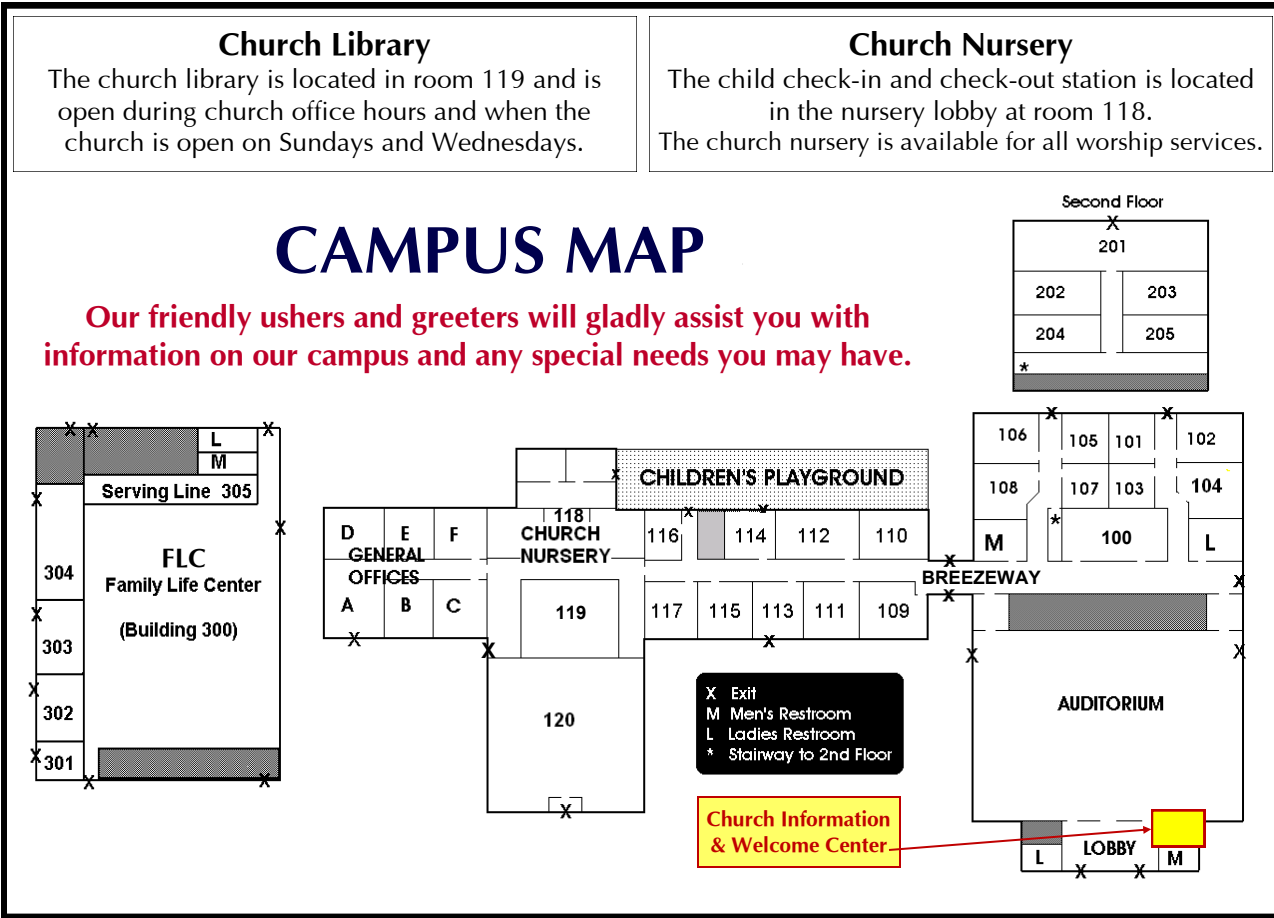 Church Library
The church library is located in room 119 and is
open during church office hours and when the
church is open on Sundays and Wednesdays.
Church Nursery
The child check-in and check-out station is located
in the nursery lobby at room 118.
The church nursery is available for all worship services.
CAMPUS MAP
Our friendly ushers and greeters will gladly assist you with
information on our campus and any special needs you may have.
Second Floor
X
201
202 203
204 205
*
X X X
L
M
Serving Line 305
X
X
FLC
Family Life Center
(Building 300)
304
X
303
X
302
X
301
X X
X
CHILDREN'S PLAYGROUND
X X
118
CHURCH
NURSERY
D E F
GENERAL
OFFICES
A B C
X
X
119
120
X
116 114 112 110
117 115 113 111 109
X
X
BREEZEWAY
X
X X
106 105 101 102
108 107 103 104
M * 100 L
X
X X
AUDITORIUM
X Exit
M Men's Restroom
L Ladies Restroom
* Stairway to 2nd Floor
Church Information
& Welcome Center
LOBBY
L M
X X